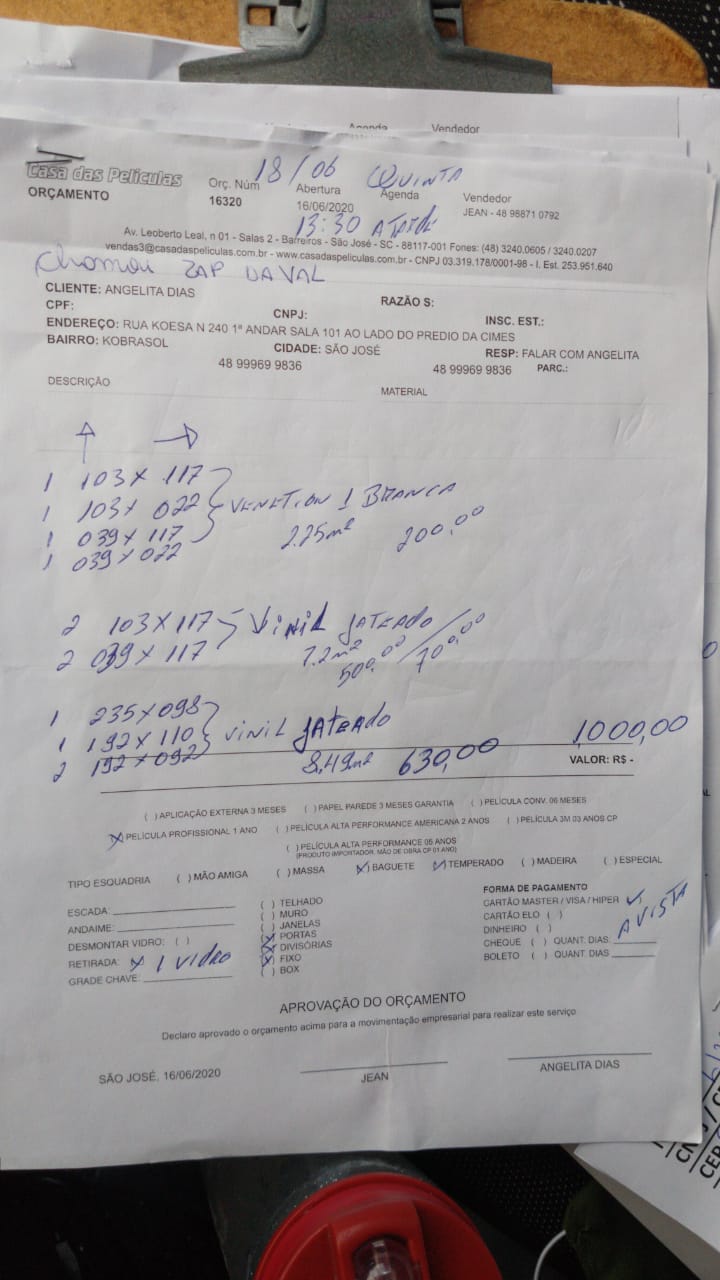 Agenda Vendedor
Casa das Películas
ORÇAMENTO
Orç. Núm
16320
18/06 QUINTA
Abertura
16/06/2020
Agenda
13:30 A TARDE
Vendedor
JEAN - 48 98871 0792
Av. Leoberto Leal, n 01 - Salas 2 - Barreiros - São José - SC - 88117-001 Fones: (48) 3240.0605 / 3240.0207
vendas3@casadaspeliculas.com.br - www.casadaspeliculas.com.br - CNPJ 03.319.178/0001-98 - I. Est. 253.951.640
ZAP
CLIENTE: ANGELITA DIAS
CPF: CNPJ: RAZÃO S: INSC. EST.:
ENDEREÇO: RUA KOESA N 240 1ª ANDAR SALA 101 AO LADO DO PREDIO DA CIMES
BAIRRO: KOBRASOL CIDADE: SÃO JOSÉ RESP: FALAR COM ANGELITA
48 99969 9836 48 99969 9836 PARC.:
DESCRIÇÃO MATERIAL
1 103 x 117
1 103 x 022 VENETION 1 BRANCA
1 039 x 117 2.25m² 200,00
1 039 x 022
2 103 x 117 VINIL JATEADO
2 039 x 117 7.2m² 500,00 / 700,00
1 235 x 098
1 192 x 110 VINIL JATEADO
2 192 x 092 8,49m² 630,00 1,000,00
VALOR: R$ -
( ) APLICAÇÃO EXTERNA 3 MESES ( ) PAPEL PAREDE 3 MESES GARANTIA ( ) PELÍCULA CONV. 06 MESES
(X) PELÍCULA PROFISSIONAL 1 ANO ( ) PELÍCULA ALTA PERFORMANCE AMERICANA 2 ANOS ( ) PELÍCULA 3M 03 ANOS CP
( ) PELÍCULA ALTA PERFORMANCE 05 ANOS
(PRODUTO IMPORTADOR, MÃO DE OBRA CP 01 ANO)
TIPO ESQUADRIA ( ) MÃO AMIGA ( ) MASSA (X) BAGUETE (X) TEMPERADO ( ) MADEIRA ( ) ESPECIAL
ESCADA:
ANDAIME:
DESMONTAR VIDRO: ( )
RETIRADA: X 1 VIDRO
GRADE CHAVE:
( ) TELHADO
( ) MURO
( ) JANELAS
(X) PORTAS
(X) DIVISÓRIAS
(X) FIXO
( ) BOX
FORMA DE PAGAMENTO
CARTÃO MASTER / VISA / HIPER
CARTÃO ELO ( )
DINHEIRO ( )
CHEQUE ( ) QUANT. DIAS:
BOLETO ( ) QUANT. DIAS
A VISTA
APROVAÇÃO DO ORÇAMENTO
Declaro aprovado o orçamento acima para a movimentação empresarial para realizar este serviço
SÃO JOSÉ, 16/06/2020
JEAN
ANGELITA DIAS